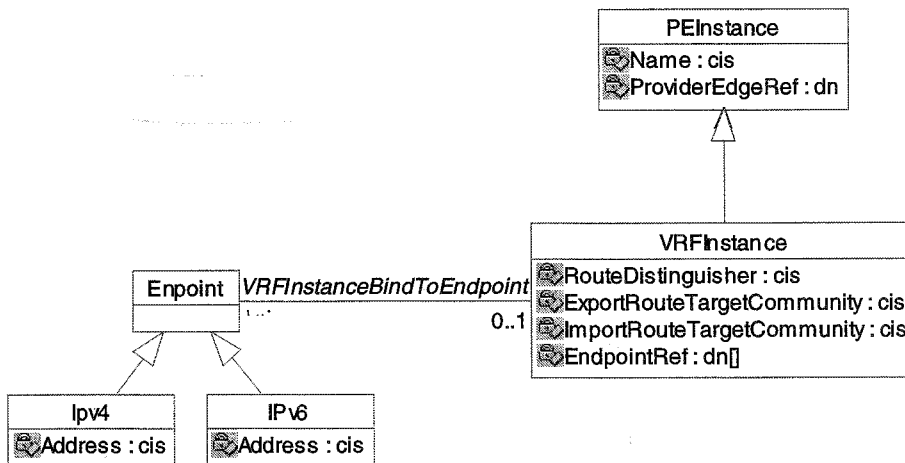 PEInstance
Name : cis
ProviderEdgeRef : dn
VRFInstance
RouteDistinguisher : cis
ExportRouteTargetCommunity : cis
ImportRouteTargetCommunity : cis
EndpointRef : dn[]
Enpoint
VRFInstanceBindToEndpoint
0..1
Ipv4
Address : cis
IPv6
Address : cis